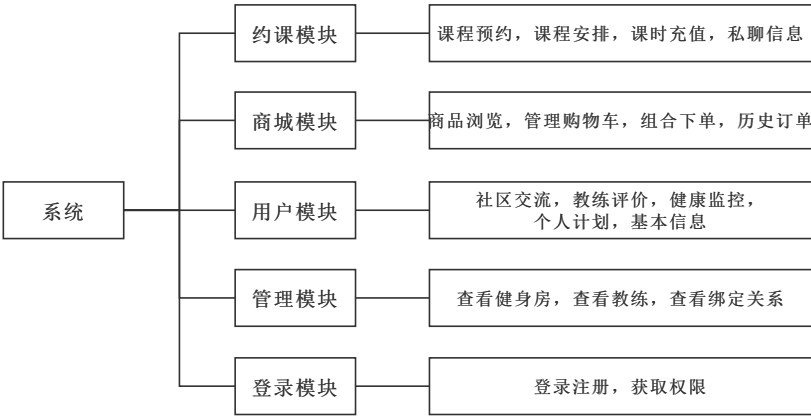 约课模块
课程预约，课程安排，课时充值，私聊信息
商城模块
商品浏览，管理购物车，组合下单，历史订单
系统
用户模块
社区交流，教练评价，健康监控，
个人计划，基本信息
管理模块
查看健身房，查看教练，查看绑定关系
登录模块
登录注册，获取权限